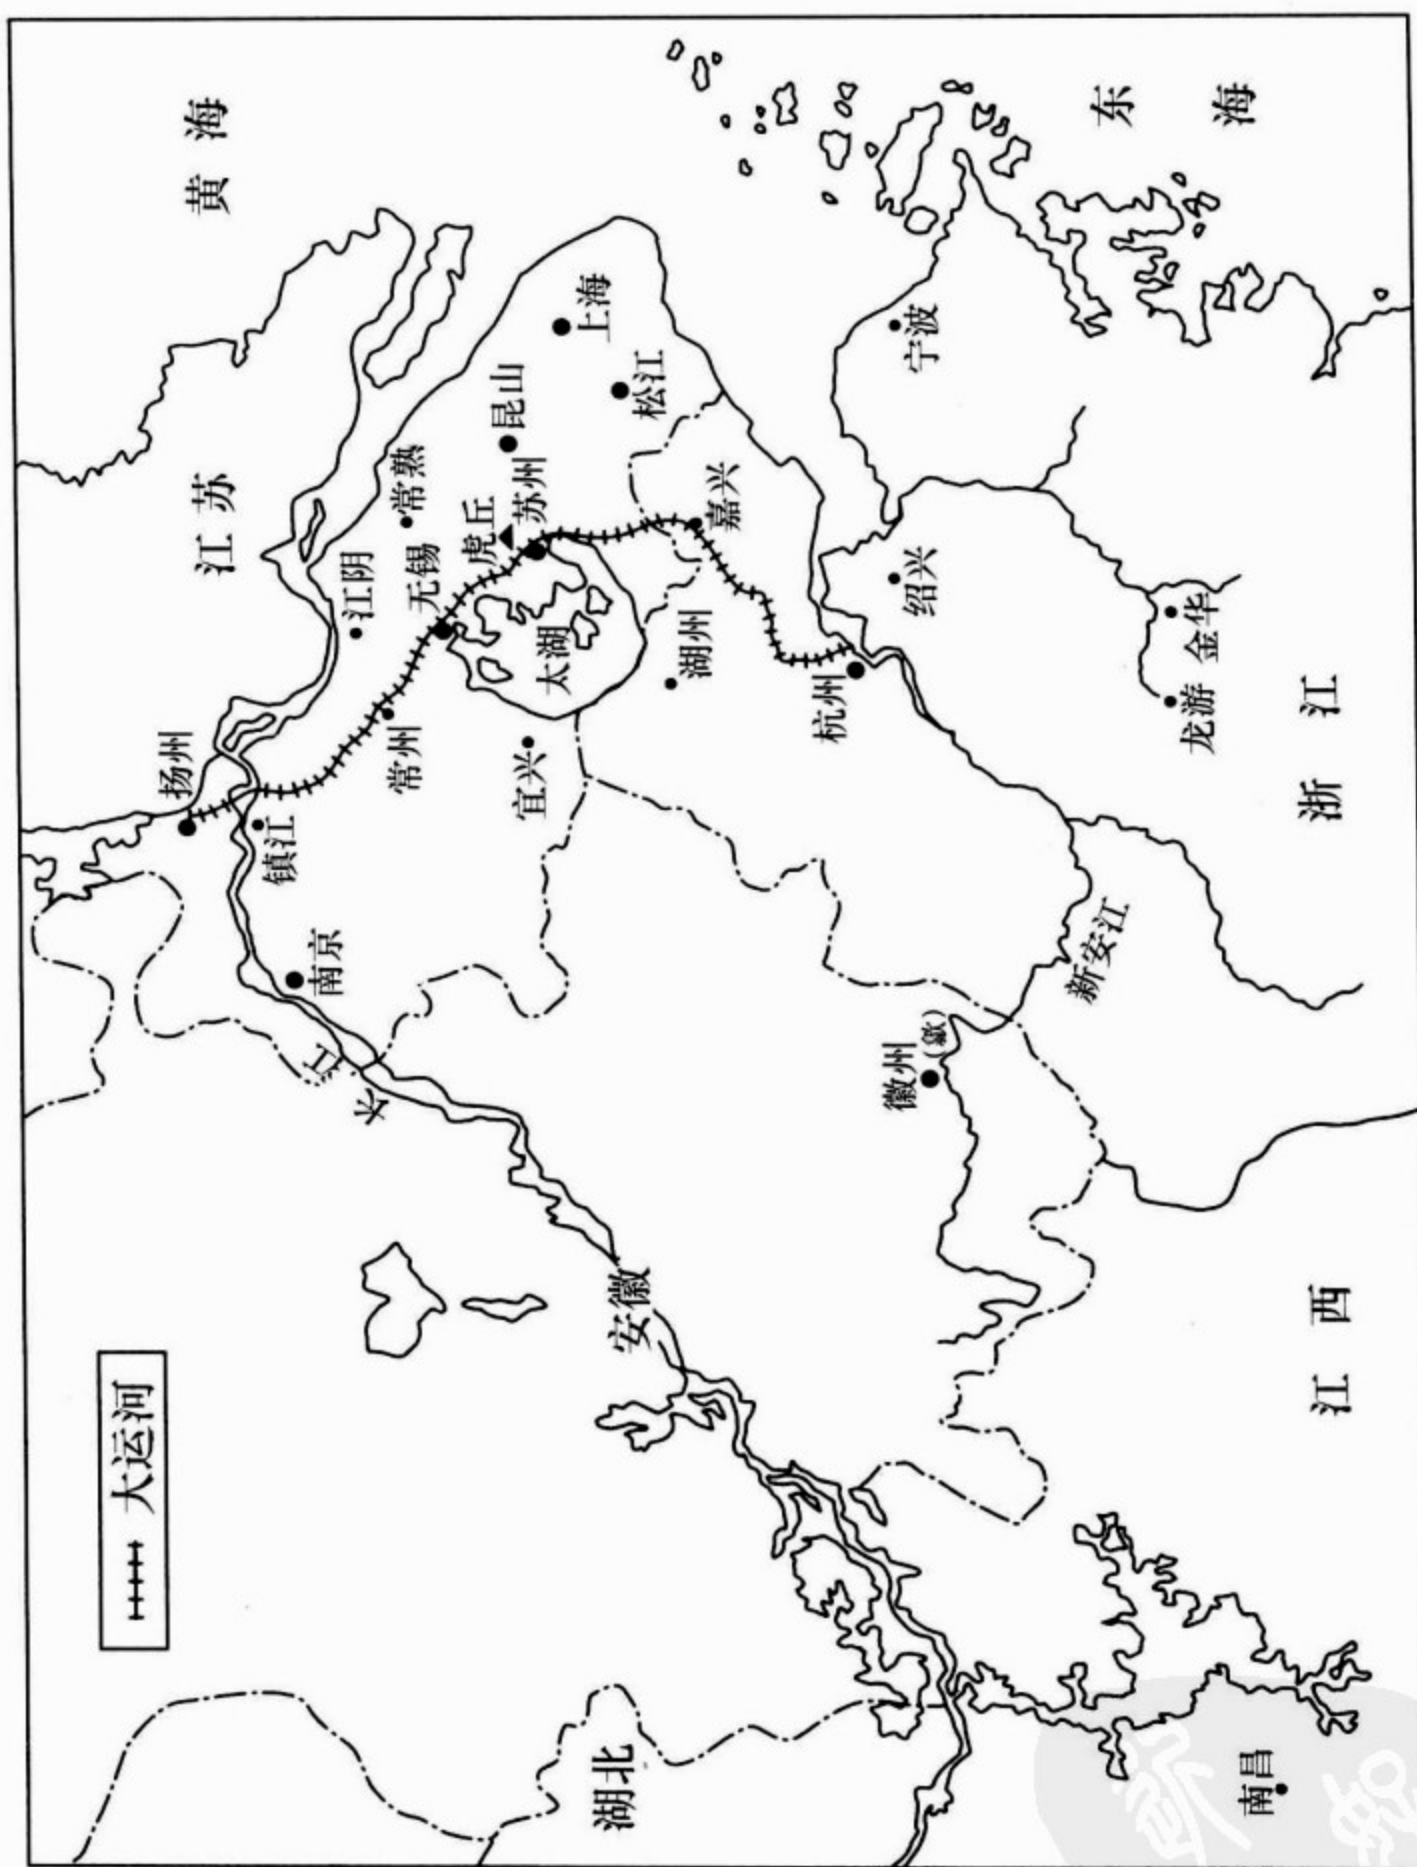 大运河
黄海
东海
江苏
扬州
镇江
南京
江阴
常熟
常州
无锡
虎丘
苏州
昆山
上海
松江
太湖
宜兴
湖州
嘉兴
杭州
绍兴
宁波
金华
龙游
浙江
新安江
徽州
(歙)
长江
安徽
江西
湖北
南昌